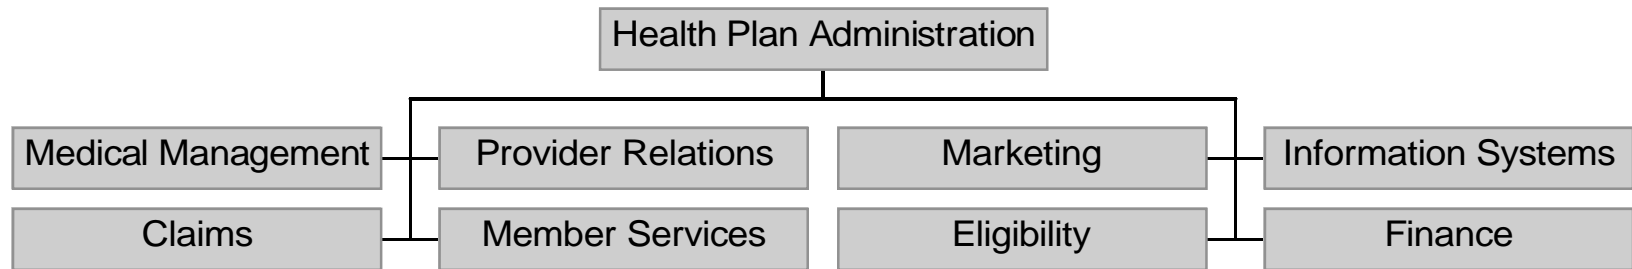 Health Plan Administration
Medical Management
Provider Relations
Marketing
Information Systems
Claims
Member Services
Eligibility
Finance